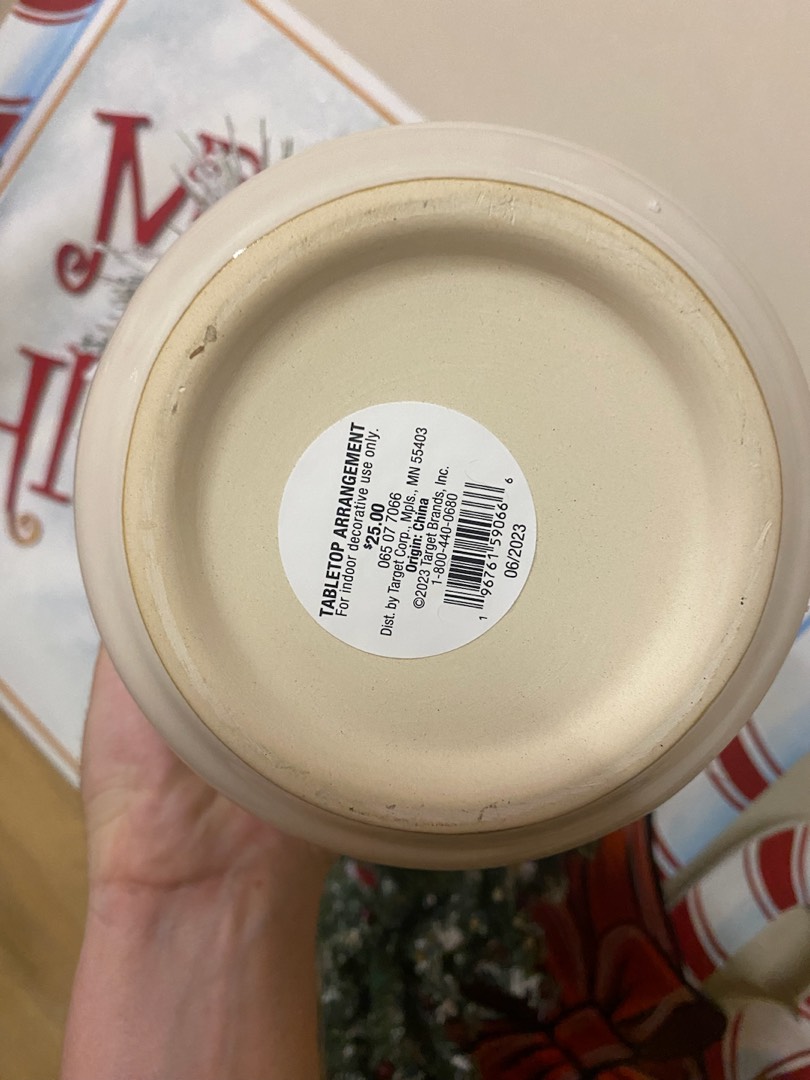 TABLETOP ARRANGEMENT
For indoor decorative use only.
$25.00
065 07 7066
Dist. by Target Corp., Mpls., MN 55403
Origin: China
©2023 Target Brands, Inc.
1-800-440-0680
1 96761 59066 6
06/2023